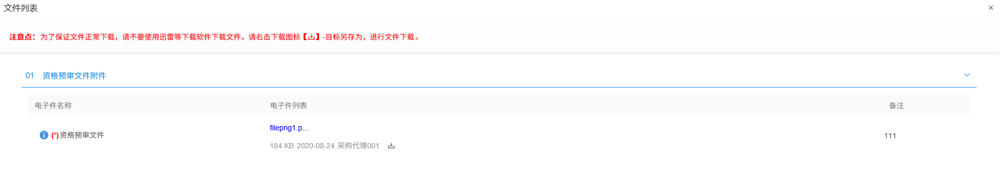 文件列表
注意点：为了保证文件正常下载，请不要使用迅雷等下载软件下载文件，请右击下载图标【】-目标另存为，进行文件下载。
01 资格预审文件附件
电子件名称 电子件列表 备注
(*)资格预审文件 filepng1.p... 111
184 KB 2020-08-24 采购代理001